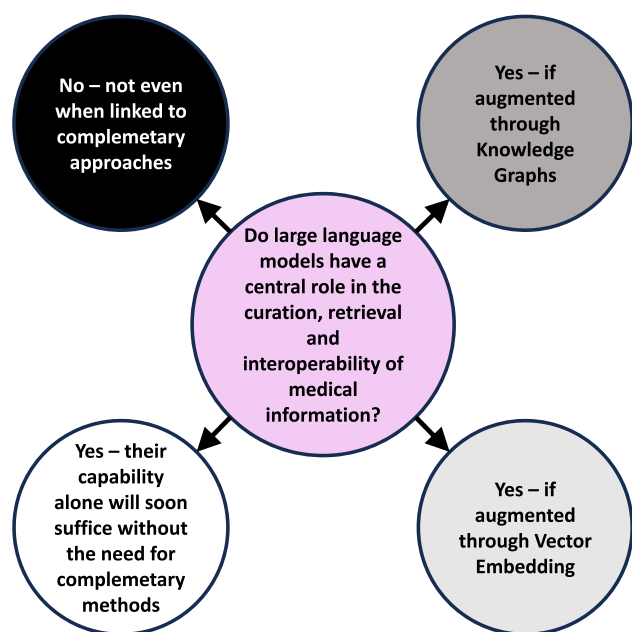 No – not even
when linked to
complemetary
approaches
Yes – if
augmented
through
Knowledge
Graphs
Do large language
models have a
central role in the
curation, retrieval
and
interoperability of
medical
information?
Yes – their
capability
alone will soon
suffice without
the need for
complemetary
methods
Yes – if
augmented
through Vector
Embedding